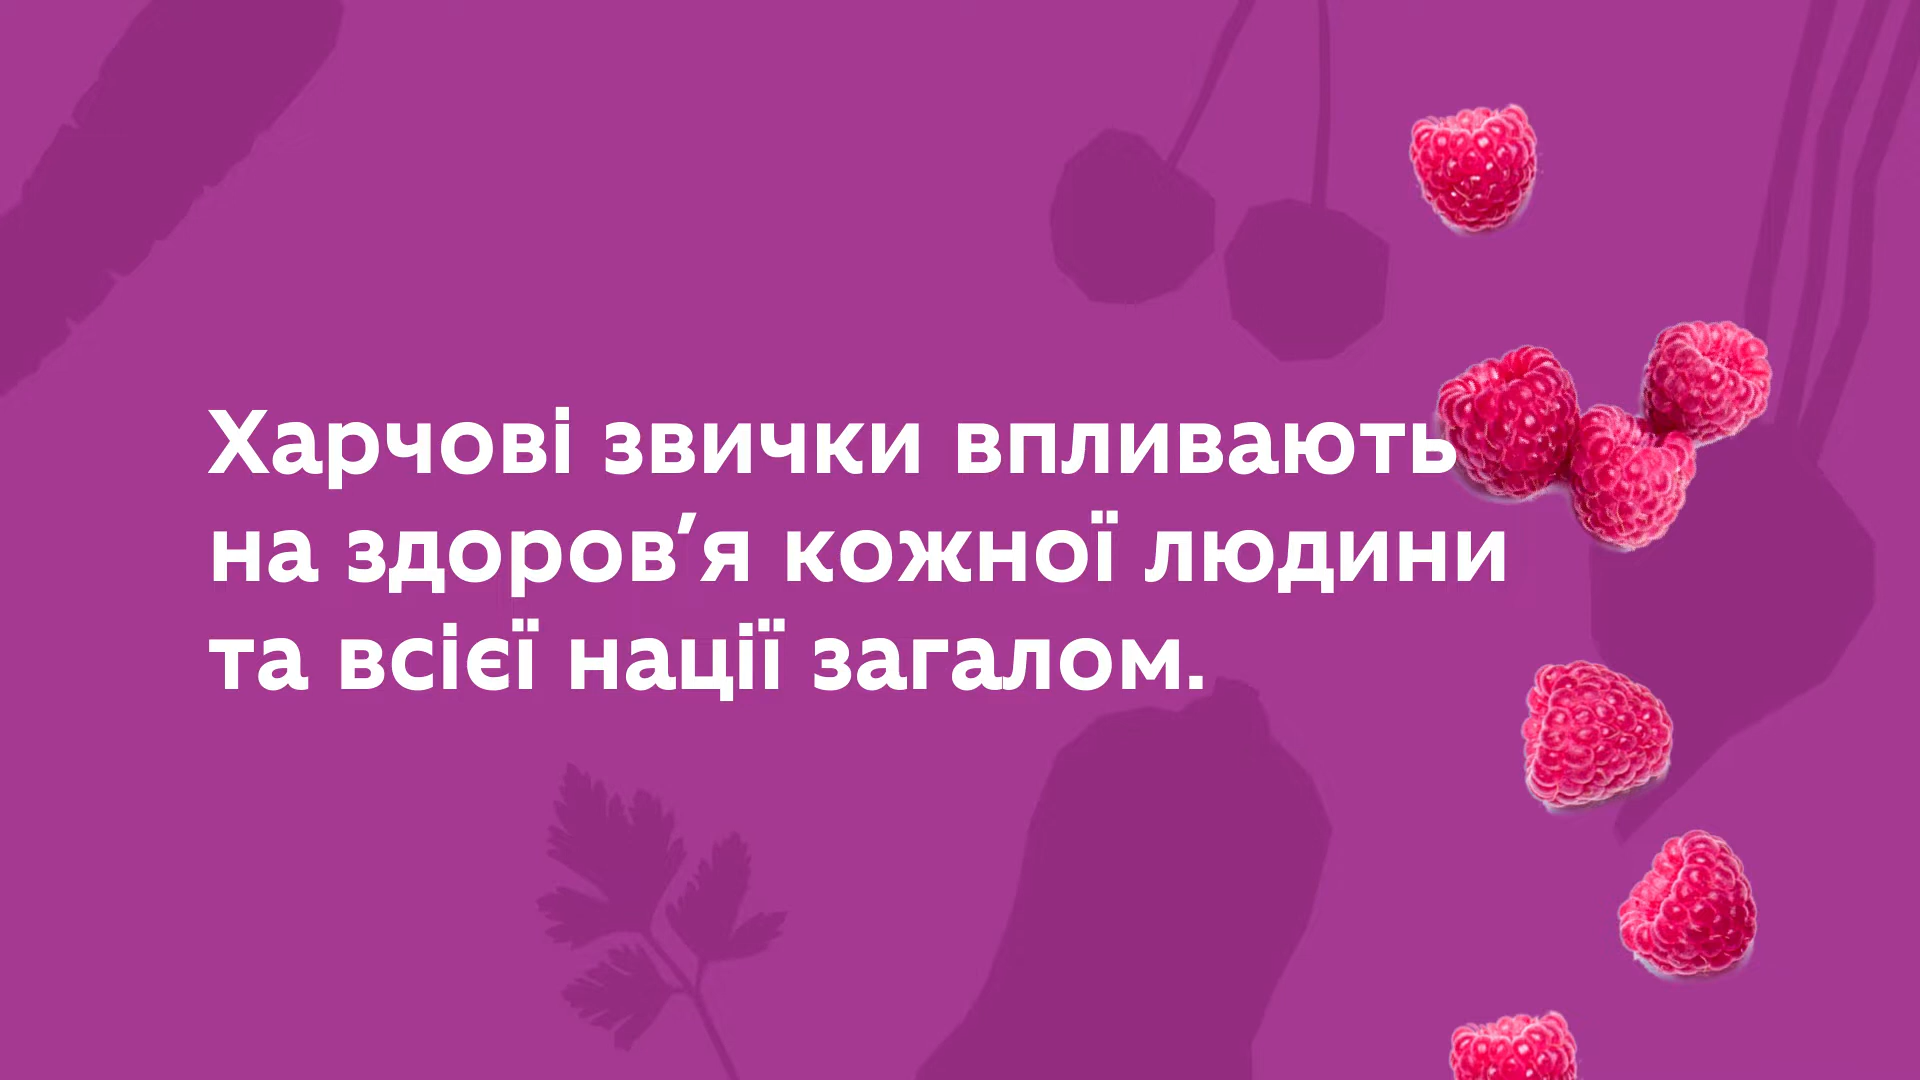 Харчові звички впливають
на здоров’я кожної людини
та всієї нації загалом.